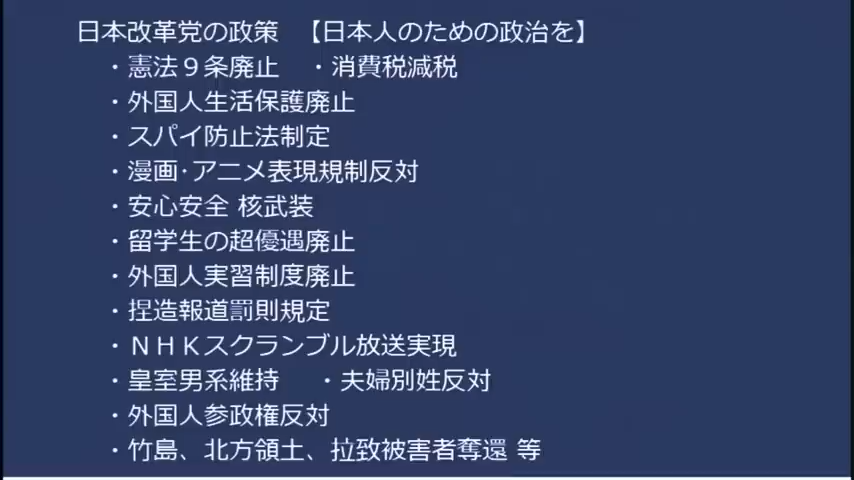 日本改革党の政策　【日本人のための政治を】
・憲法９条廃止　・消費税減税
・外国人生活保護廃止
・スパイ防止法制定
・漫画･アニメ表現規制反対
・安心安全 核武装
・留学生の超優遇廃止
・外国人実習制度廃止
・捏造報道罰則規定
・ＮＨＫスクランブル放送実現
・皇室男系維持　・夫婦別姓反対
・外国人参政権反対
・竹島、北方領土、拉致被害者奪還 等